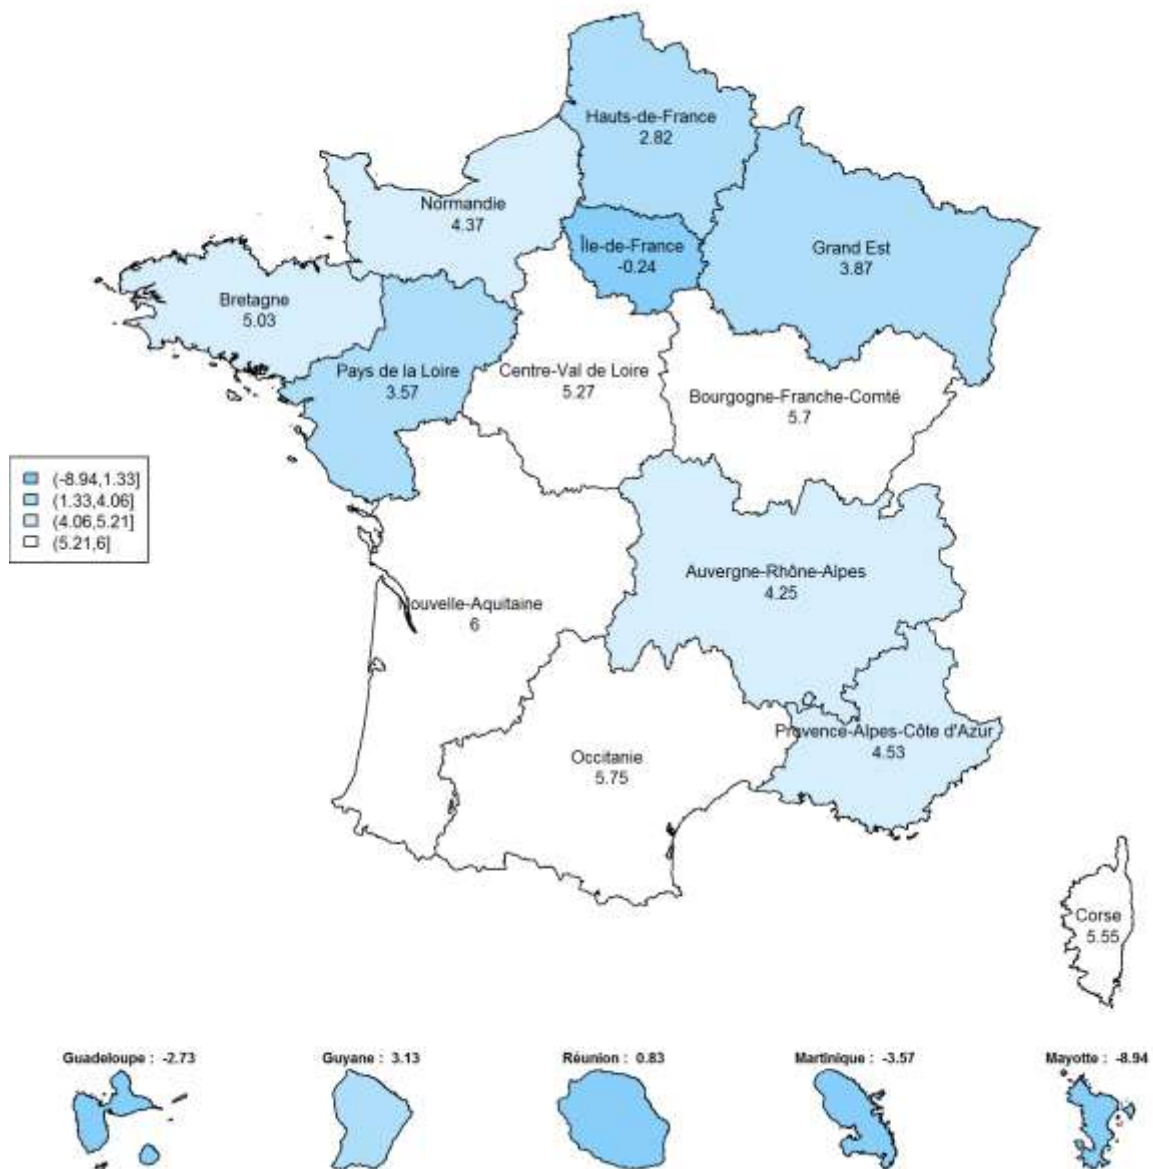 Hauts-de-France
2.82
Normandie
4.37
Île-de-France
-0.24
Grand Est
3.87
Bretagne
5.03
Pays de la Loire
3.57
Centre-Val de Loire
5.27
Bourgogne-Franche-Comté
5.7
(-8.94,1.33]
(1.33,4.06]
(4.06,5.21]
(5.21,6]
Auvergne-Rhône-Alpes
4.25
Nouvelle-Aquitaine
6
Provence-Alpes-Côte d'Azur
4.53
Occitanie
5.75
Corse
5.55
Guadeloupe : -2.73
Guyane : 3.13
Réunion : 0.83
Martinique : -3.57
Mayotte : -8.94